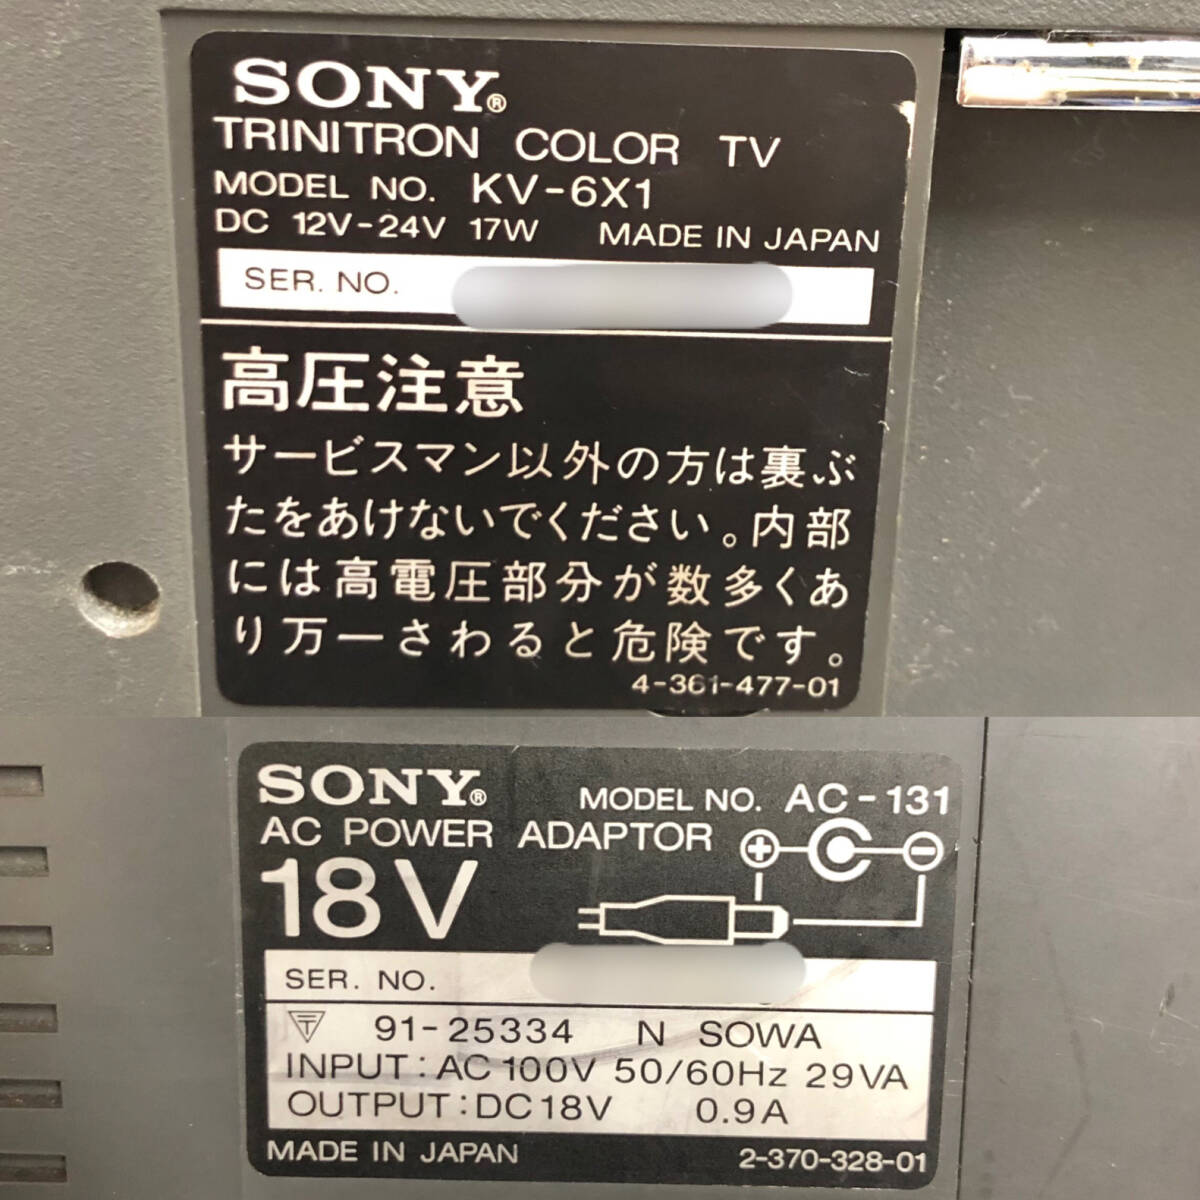 SONY®
TRINITRON COLOR TV
MODEL NO. KV-6X1
DC 12V-24V 17W MADE IN JAPAN
SER. NO.
高圧注意
サービスマン以外の方は裏ぶ
たをあけないでください。内部
には高電圧部分が数多くあ
り万一さわると危険です。
4-361-477-01
SONY®
MODEL NO. AC-131
AC POWER ADAPTOR
18V
SER. NO.
91-25334 N SOWA
INPUT: AC 100V 50/60Hz 29VA
OUTPUT: DC18V 0.9A
MADE IN JAPAN
2-370-328-01